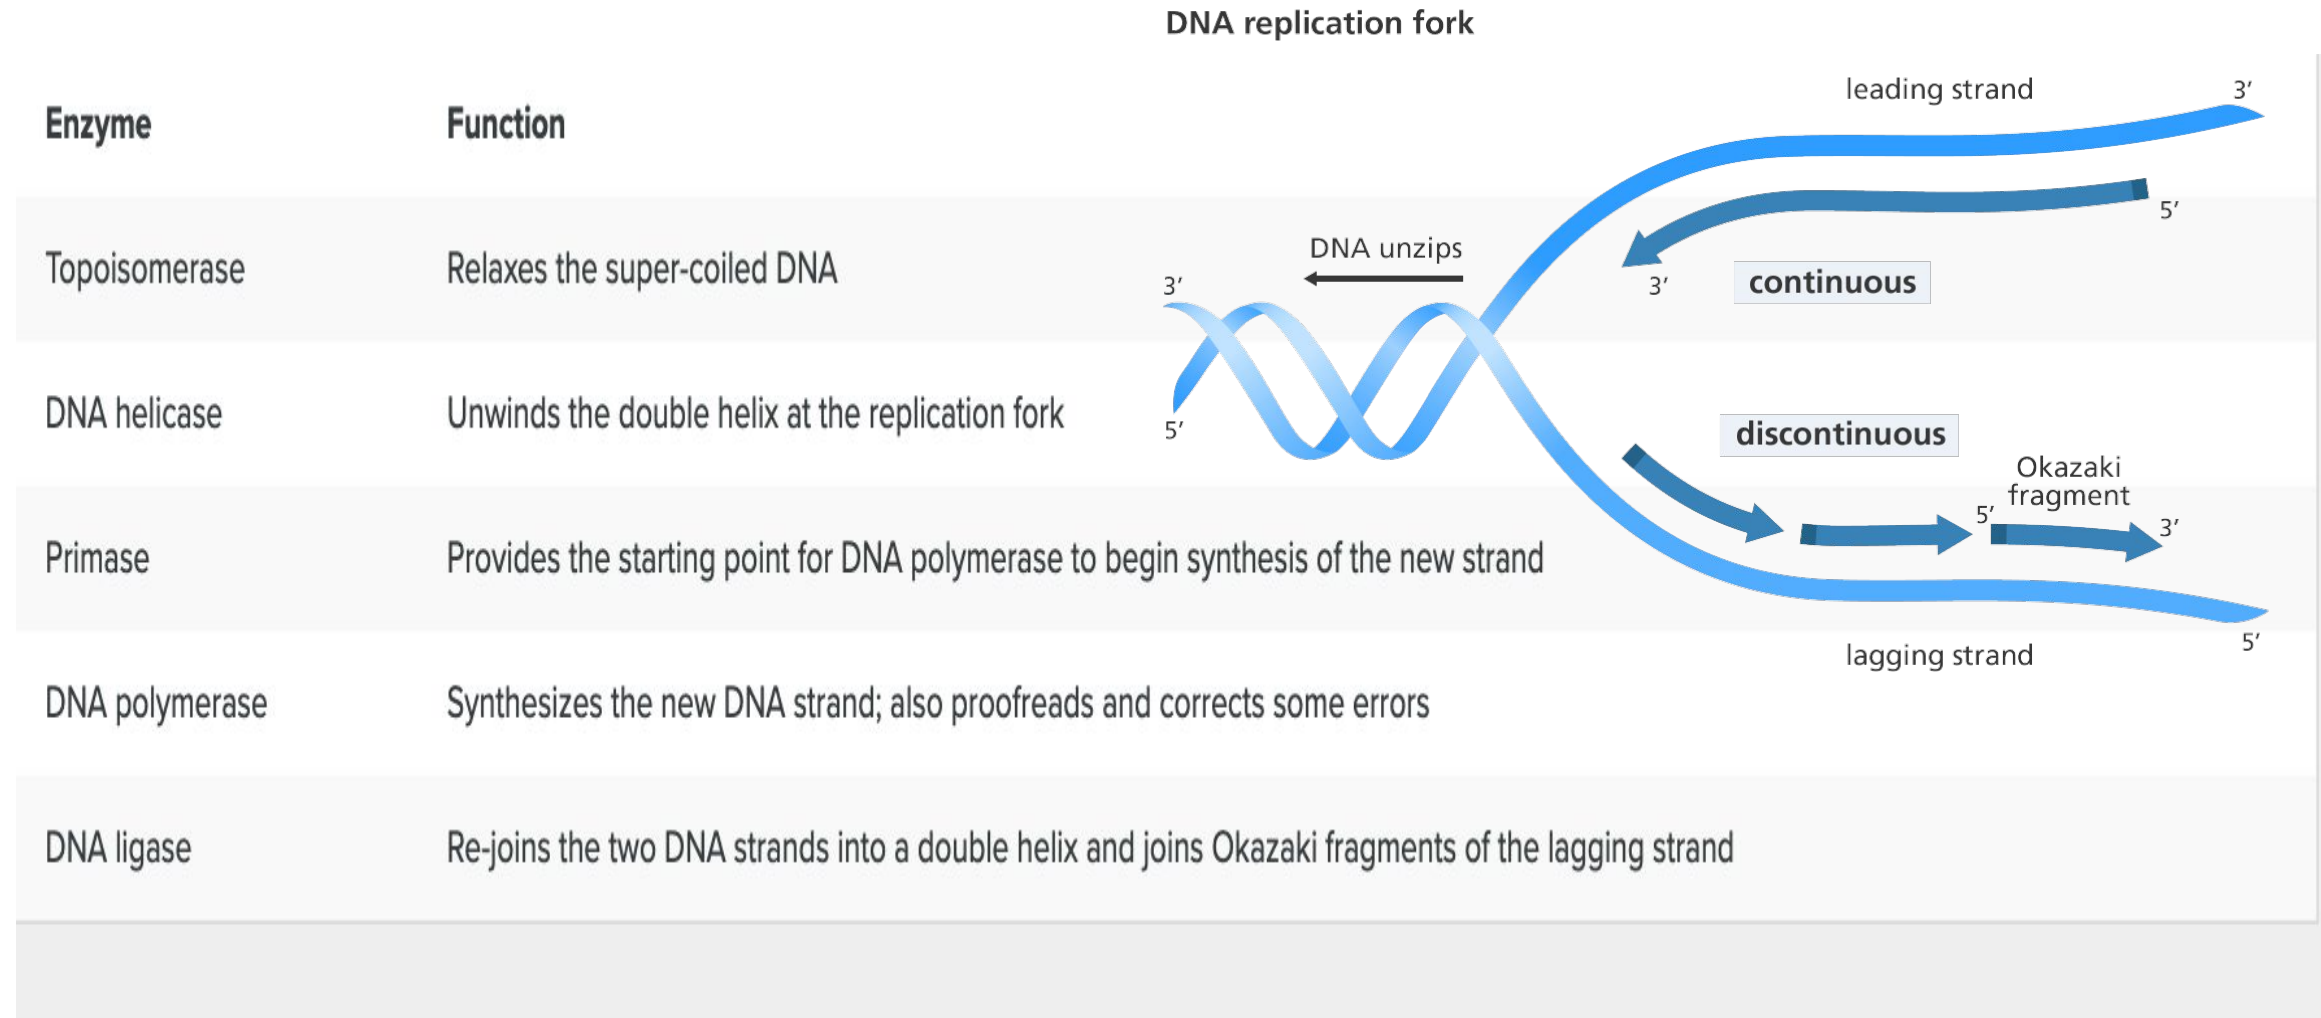 DNA replication fork
Enzyme Function
Topoisomerase Relaxes the super-coiled DNA
DNA helicase Unwinds the double helix at the replication fork
Primase Provides the starting point for DNA polymerase to begin synthesis of the new strand
DNA polymerase Synthesizes the new DNA strand; also proofreads and corrects some errors
DNA ligase Re-joins the two DNA strands into a double helix and joins Okazaki fragments of the lagging strand
leading strand
3’
5’
DNA unzips
3’
3’
continuous
5’
discontinuous
Okazaki
fragment
5’
3’
5’
lagging strand